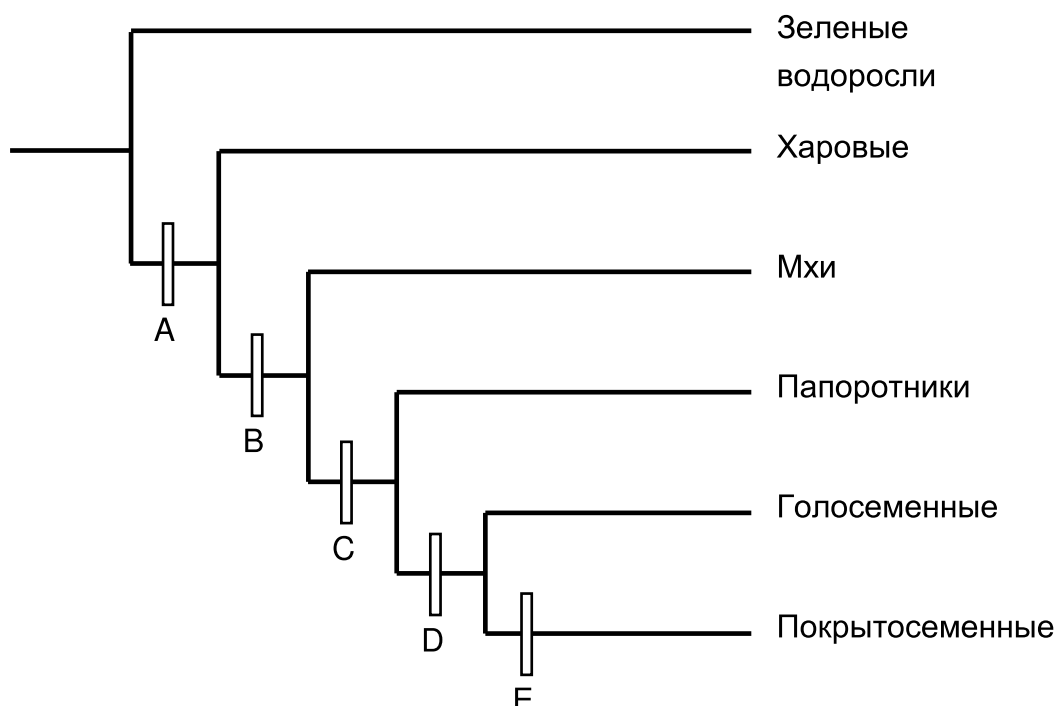 Зеленые
водоросли
Харовые
A
Мхи
B
Папоротники
C
Голосеменные
D
Покрытосеменные
E